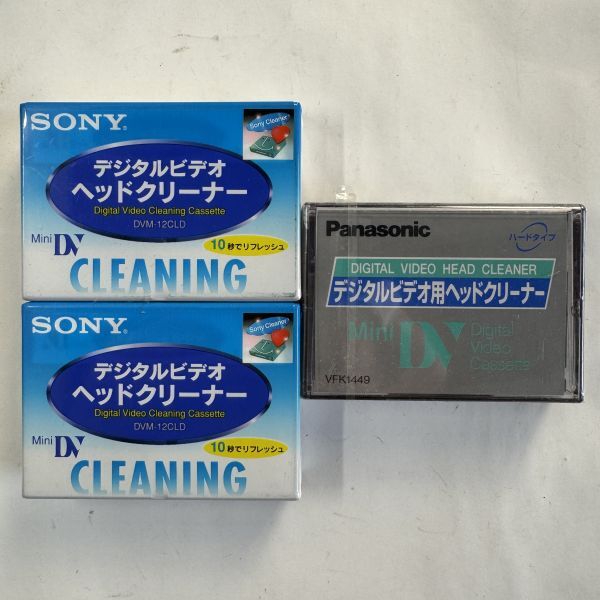 SONY®
Sony Cleaner
デジタルビデオ
ヘッドクリーナー
Digital Video Cleaning Cassette
DVM-12CLD
10秒でリフレッシュ
Mini DV
CLEANING
SONY®
Sony Cleaner
デジタルビデオ
ヘッドクリーナー
Digital Video Cleaning Cassette
DVM-12CLD
10秒でリフレッシュ
Mini DV
CLEANING
Panasonic
ハードタイプ
DIGITAL VIDEO HEAD CLEANER
デジタルビデオ用ヘッドクリーナー
Mini DV Digital
Video
Cassette
VFK1449